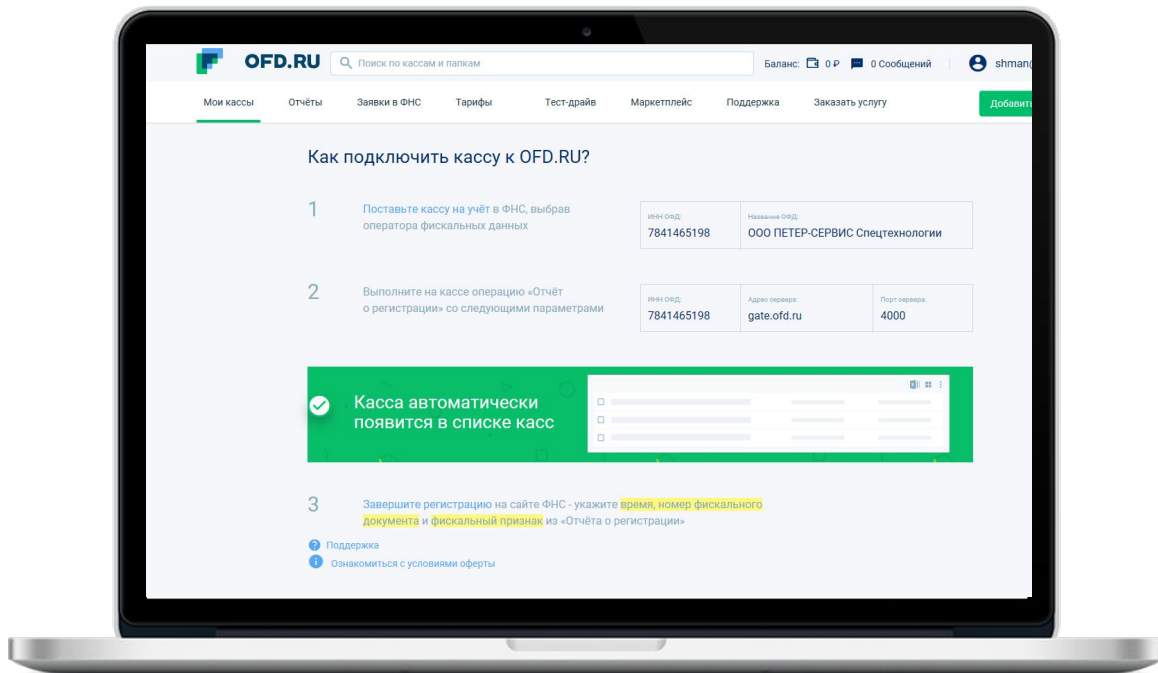 OFD.RU
Поиск по кассам и папкам
Баланс: 0 ₽
0 Сообщений
shman@
Мои кассы Отчёты Заявки в ФНС Тарифы Тест-драйв Маркетплейс Поддержка Заказать услугу Добавить
Как подключить кассу к OFD.RU?
1
Поставьте кассу на учёт в ФНС, выбрав
оператора фискальных данных
ИНН ОФД: Название ОФД:
7841465198 ООО ПЕТЕР-СЕРВИС Спецтехнологии
2
Выполните на кассе операцию «Отчёт
о регистрации» со следующими параметрами
ИНН ОФД: Адрес сервера: Порт сервера:
7841465198 gate.ofd.ru 4000
Касса автоматически
появится в списке касс
3
Завершите регистрацию на сайте ФНС - укажите время, номер фискального
документа и фискальный признак из «Отчёта о регистрации»
Поддержка
Ознакомиться с условиями оферты